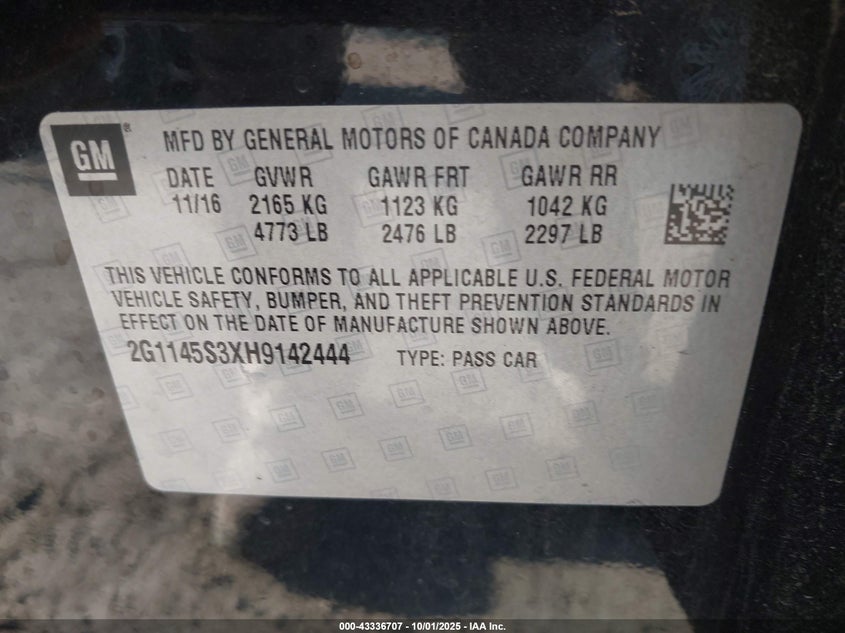 GM ®
MFD BY GENERAL MOTORS OF CANADA COMPANY
DATE GVWR GAWR FRT GAWR RR
11/16 2165 KG 1123 KG 1042 KG
4773 LB 2476 LB 2297 LB
THIS VEHICLE CONFORMS TO ALL APPLICABLE U.S. FEDERAL MOTOR
VEHICLE SAFETY, BUMPER, AND THEFT PREVENTION STANDARDS IN
EFFECT ON THE DATE OF MANUFACTURE SHOWN ABOVE.
2G1145S3XH9142444 TYPE: PASS CAR
000-43336707 - 10/01/2025 - IAA Inc.